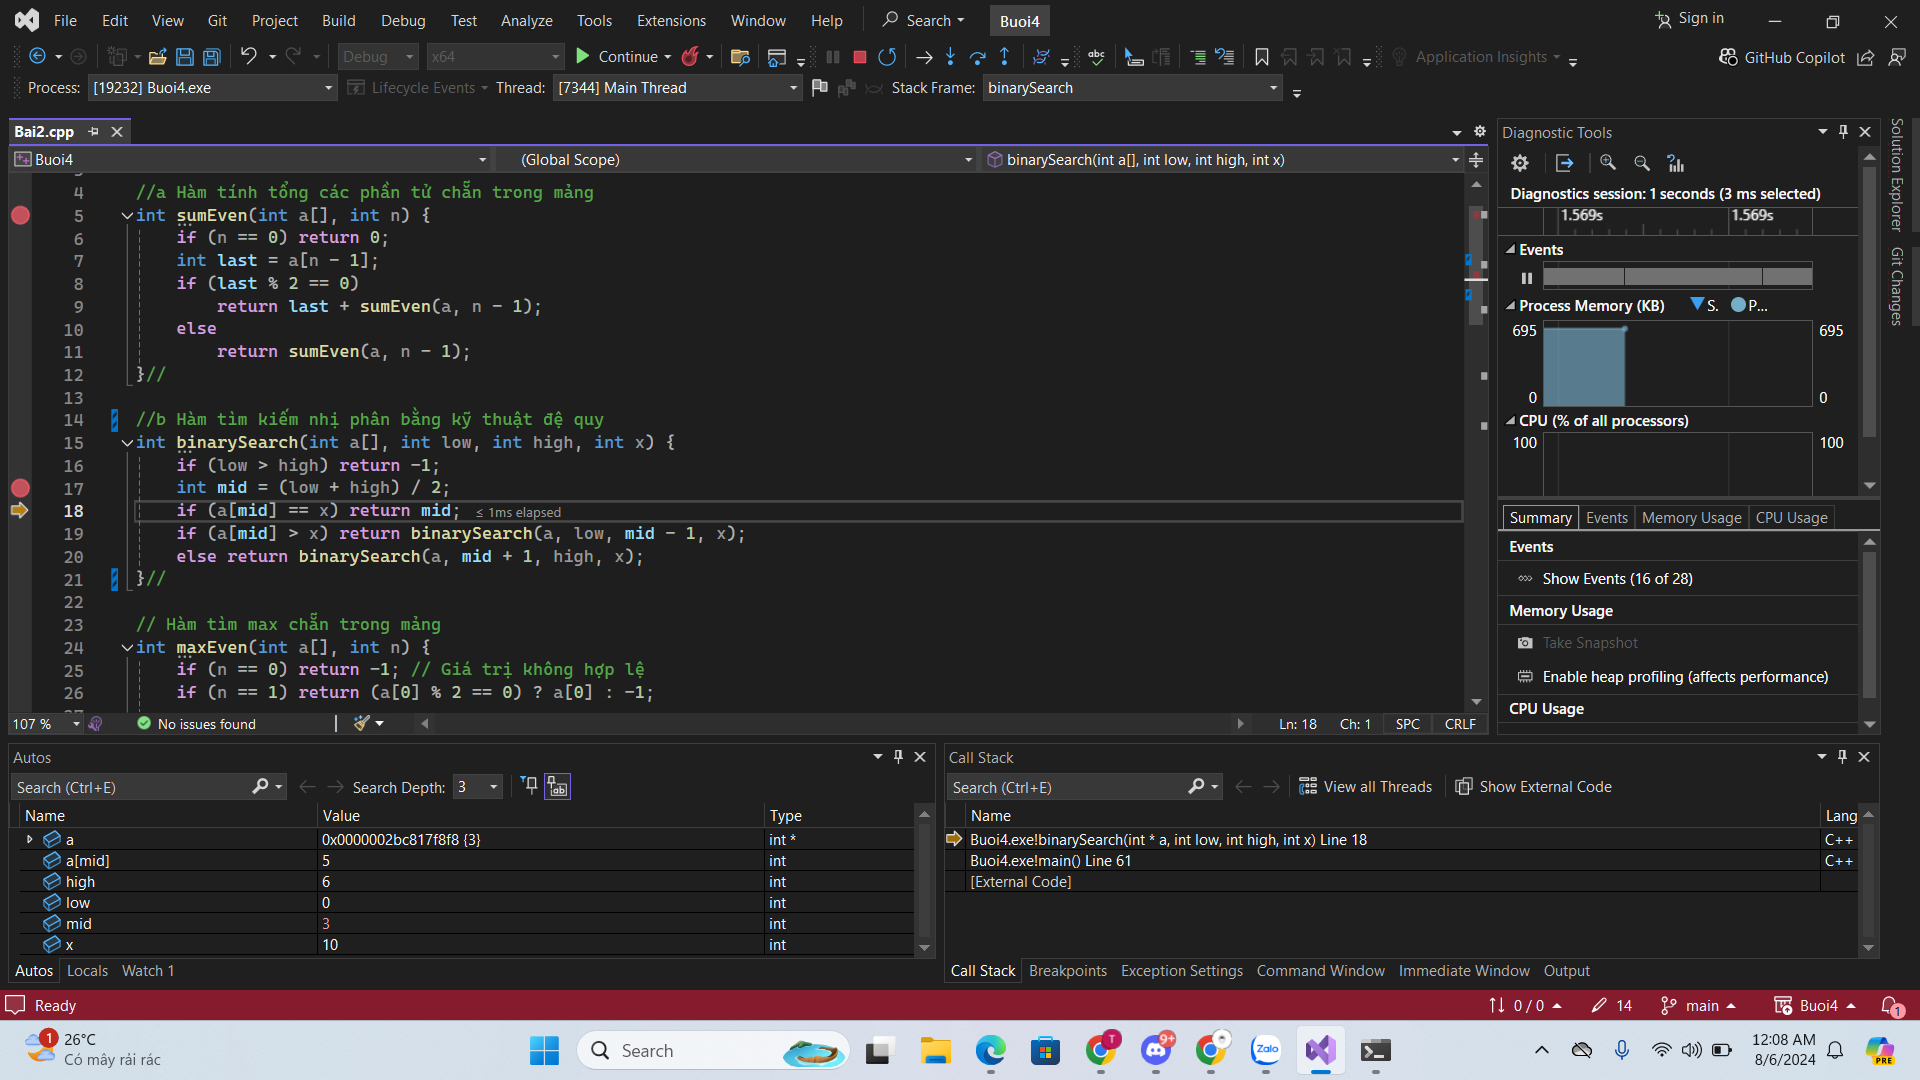 File Edit View Git Project Build Debug Test Analyze Tools Extensions Window Help Search Buoi4 Sign in
Debug x64 Continue Application Insights GitHub Copilot
Process: [19232] Buoi4.exe Lifecycle Events Thread: [7344] Main Thread Stack Frame: binarySearch
Bai2.cpp
Buoi4 (Global Scope) binarySearch(int a[], int low, int high, int x)
4 //a Hàm tính tổng các phần tử chẵn trong mảng
5 int sumEven(int a[], int n) {
6 if (n == 0) return 0;
7 int last = a[n - 1];
8 if (last % 2 == 0)
9 return last + sumEven(a, n - 1);
10 else
11 return sumEven(a, n - 1);
12 }//
13
14 //b Hàm tìm kiếm nhị phân bằng kỹ thuật đệ quy
15 int binarySearch(int a[], int low, int high, int x) {
16 if (low > high) return -1;
17 int mid = (low + high) / 2;
18 if (a[mid] == x) return mid; ≤ 1ms elapsed
19 if (a[mid] > x) return binarySearch(a, low, mid - 1, x);
20 else return binarySearch(a, mid + 1, high, x);
21 }//
22
23 // Hàm tìm max chẵn trong mảng
24 int maxEven(int a[], int n) {
25 if (n == 0) return -1; // Giá trị không hợp lệ
26 if (n == 1) return (a[0] % 2 == 0) ? a[0] : -1;
107 % No issues found Ln: 18 Ch: 1 SPC CRLF
Diagnostic Tools
Diagnostics session: 1 seconds (3 ms selected)
1.569s 1.569s
Events
Process Memory (KB) S. P...
695 695
0 0
CPU (% of all processors)
100 100
Summary Events Memory Usage CPU Usage
Events
Show Events (16 of 28)
Memory Usage
Take Snapshot
Enable heap profiling (affects performance)
CPU Usage
Solution Explorer
Git Changes
Autos
Search (Ctrl+E) Search Depth: 3
Name Value Type
a 0x0000002bc817f8f8 {3} int *
a[mid] 5 int
high 6 int
low 0 int
mid 3 int
x 10 int
Autos Locals Watch 1
Call Stack
Search (Ctrl+E) View all Threads Show External Code
Name Lang
Buoi4.exe!binarySearch(int * a, int low, int high, int x) Line 18 C++
Buoi4.exe!main() Line 61 C++
[External Code]
Call Stack Breakpoints Exception Settings Command Window Immediate Window Output
Ready 0 / 0 14 main Buoi4 1
1 26°C
Có mây rải rác
Search
T 9+ Zalo
12:08 AM
8/6/2024
PRE